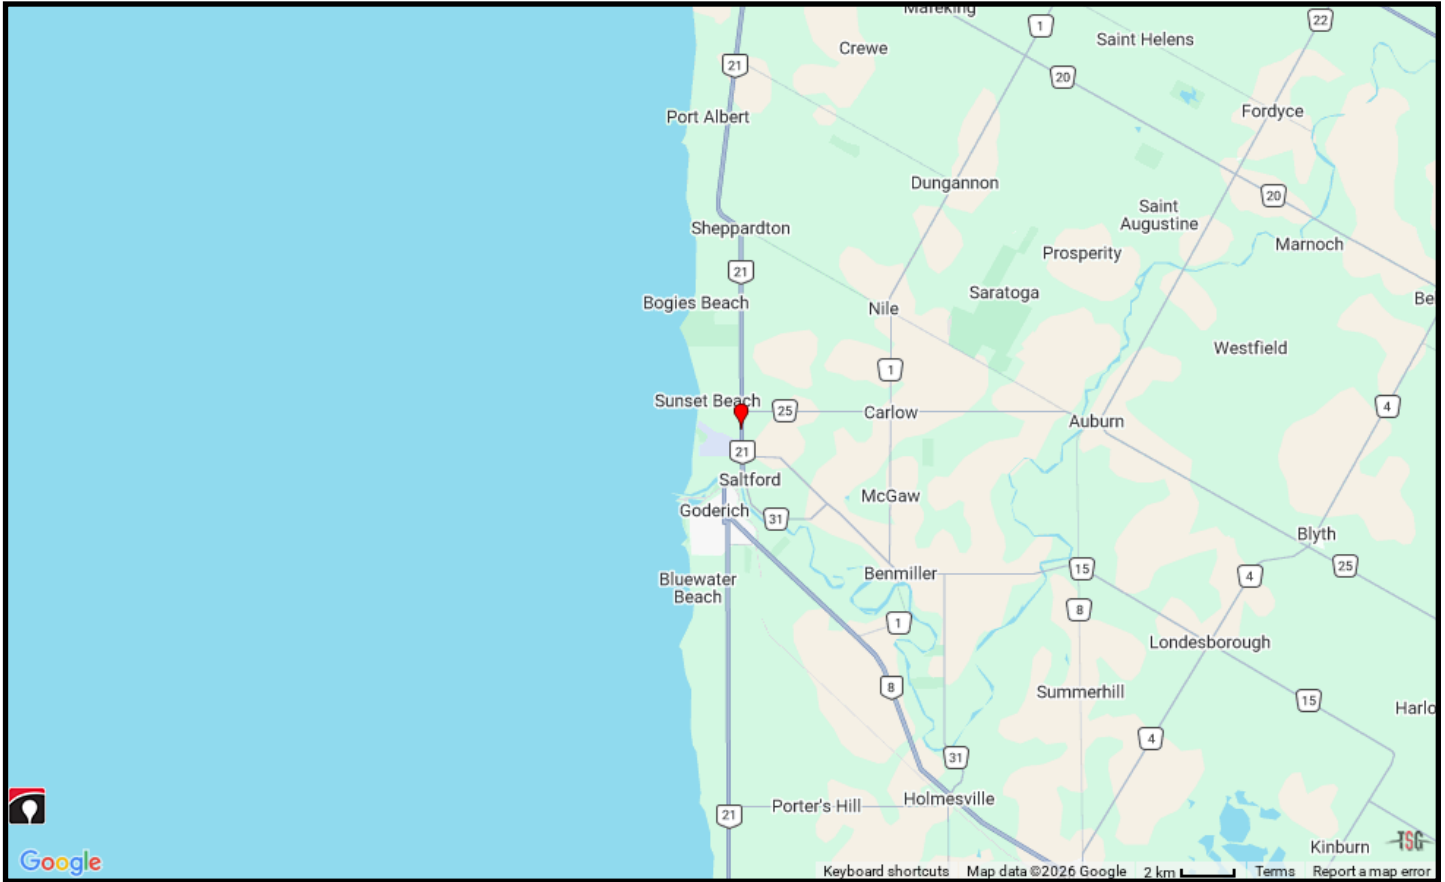 Mafeking
1
22
Saint Helens
Crewe
21
20
Port Albert
Fordyce
Dungannon
20
Saint
Augustine
Sheppardton
Marnoch
Prosperity
21
Saratoga
Be
Bogies Beach
Nile
Westfield
1
Sunset Beach
4
25
Carlow
Auburn
21
Saltford
McGaw
Goderich
31
Blyth
25
Bluewater
Beach
Benmiller
15
4
8
1
Londesborough
8
Summerhill
15
Harlo
4
31
Holmesville
Porter's Hill
21
Kinburn
TSG
Google
Keyboard shortcuts
Map data ©2026 Google
2 km
Terms
Report a map error